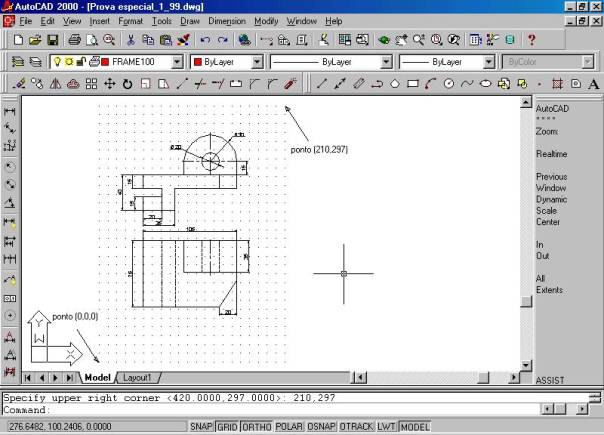 AutoCAD 2000 - [Prova especial_1_99.dwg]
File Edit View Insert Format Tools Draw Dimension Modify Window Help
FRAME100 ByLayer ByLayer ByLayer ByColor
AutoCAD
* * * *
Zoom:
Realtime
Previous
Window
Dynamic
Scale
Center
In
Out
All
Extents
ASSIST
ponto (210,297)
20
108
20
ponto (0,0,0)
Y
W
X
Model Layout1
Specify upper right corner <420.0000,297.0000>: 210,297
Command:
276.6482, 100.2406, 0.0000 SNAP GRID ORTHO POLAR OSNAP OTRACK LWT MODEL